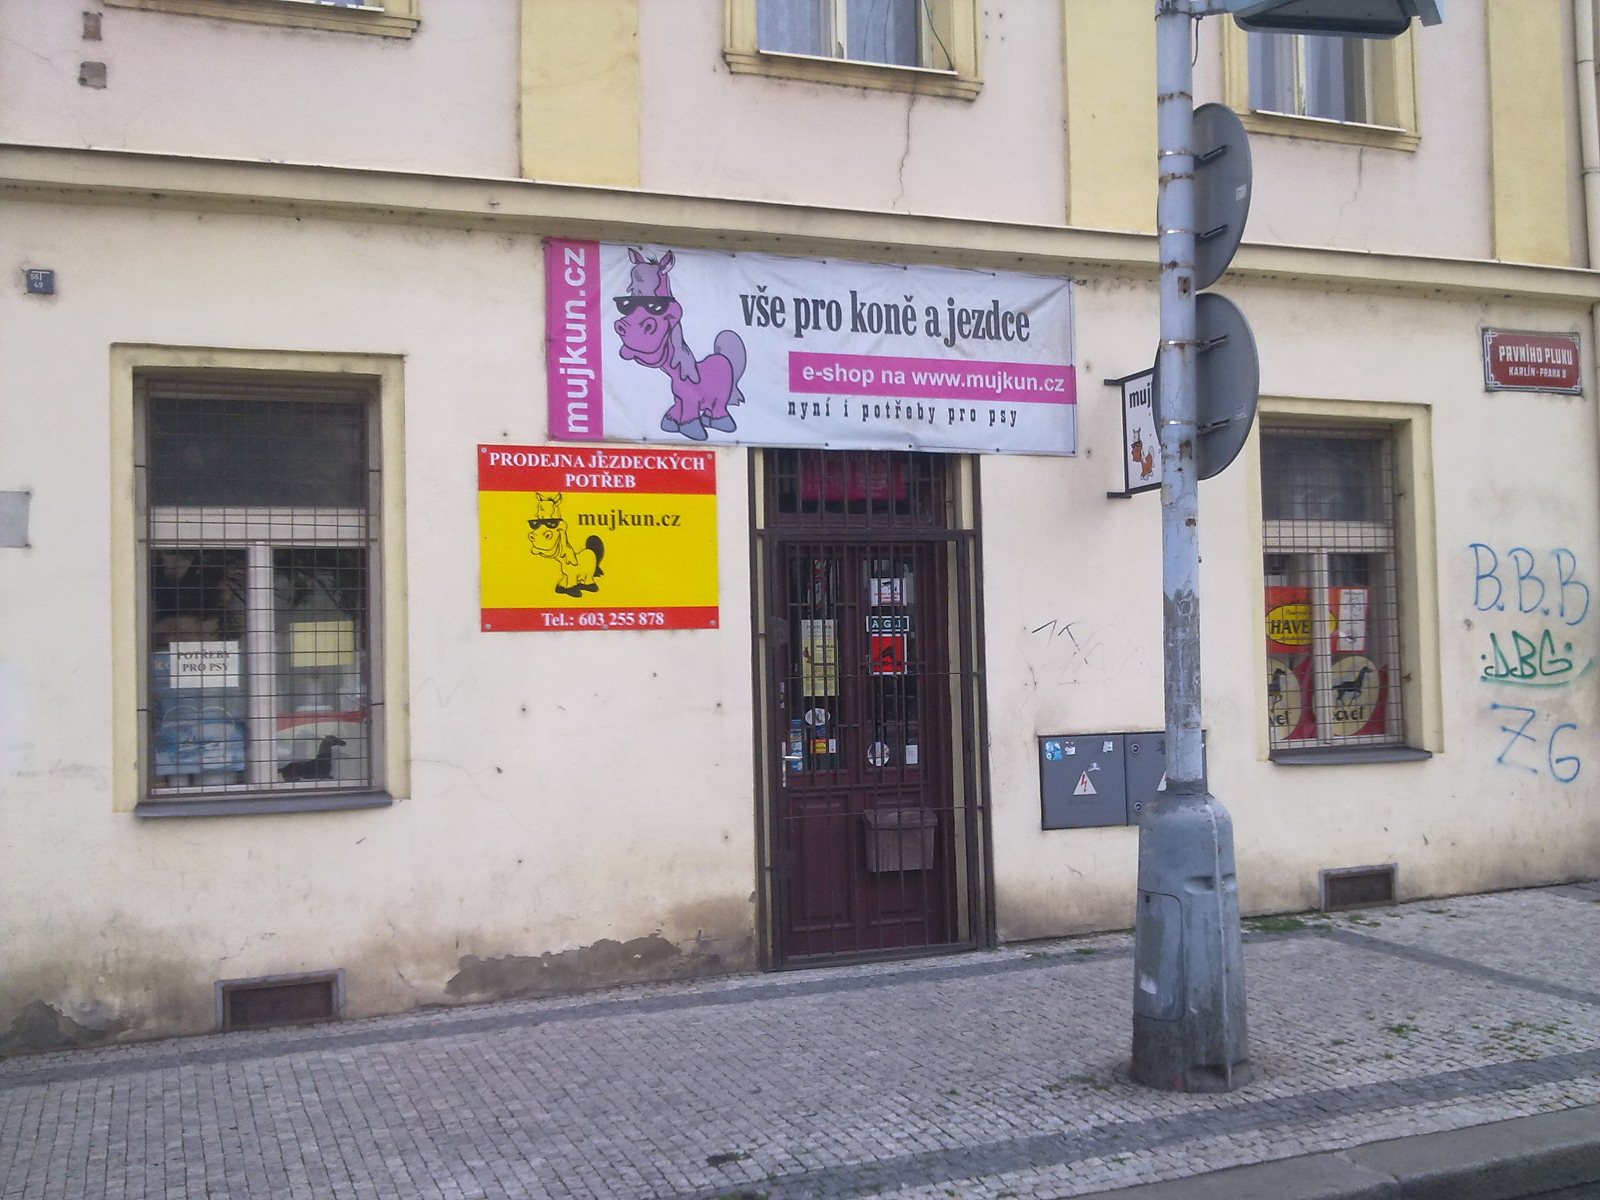 mujkun.cz
vše pro koně a jezdce
e-shop na www.mujkun.cz
nyní i potřeby pro psy
PRODEJNA JEZDECKÝCH
POTŘEB
mujkun.cz
Tel.: 603 255 878
PRVNÍHO PLUKU
KARLÍN - PRAHA 8
POTŘEBY
PRO PSY
B.B.B
ZG